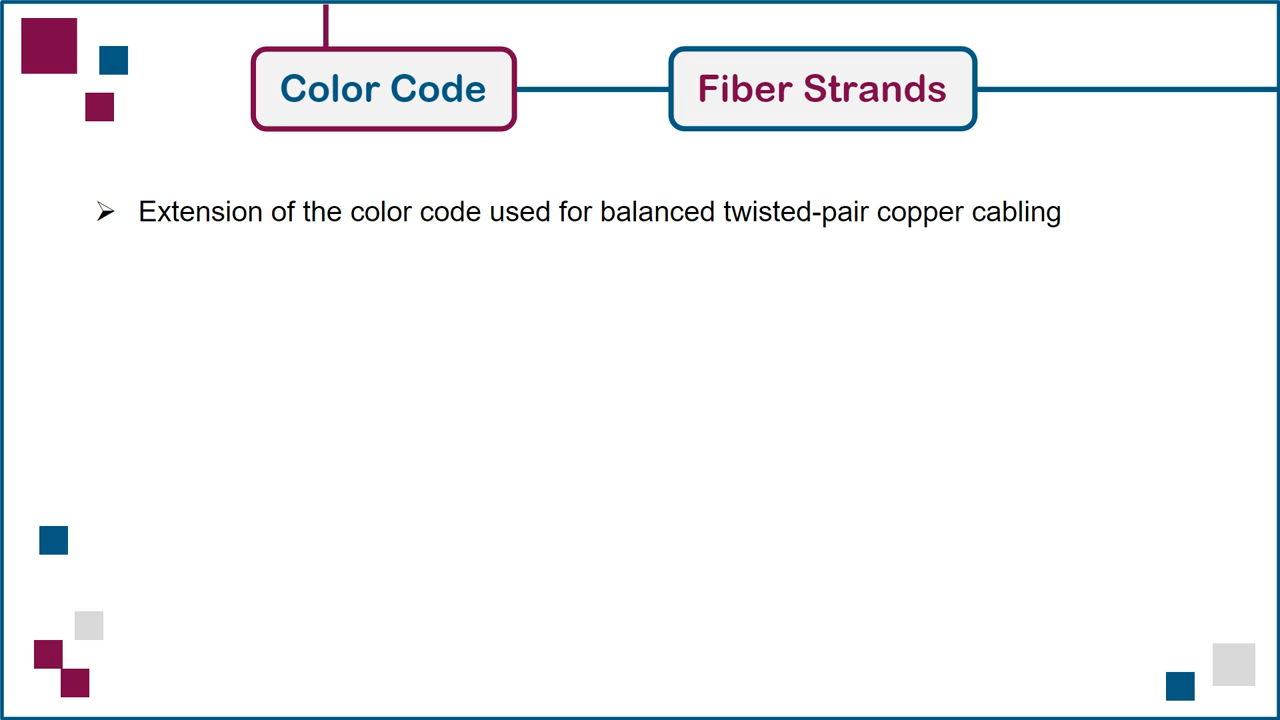 Color Code
Fiber Strands
➢ Extension of the color code used for balanced twisted-pair copper cabling